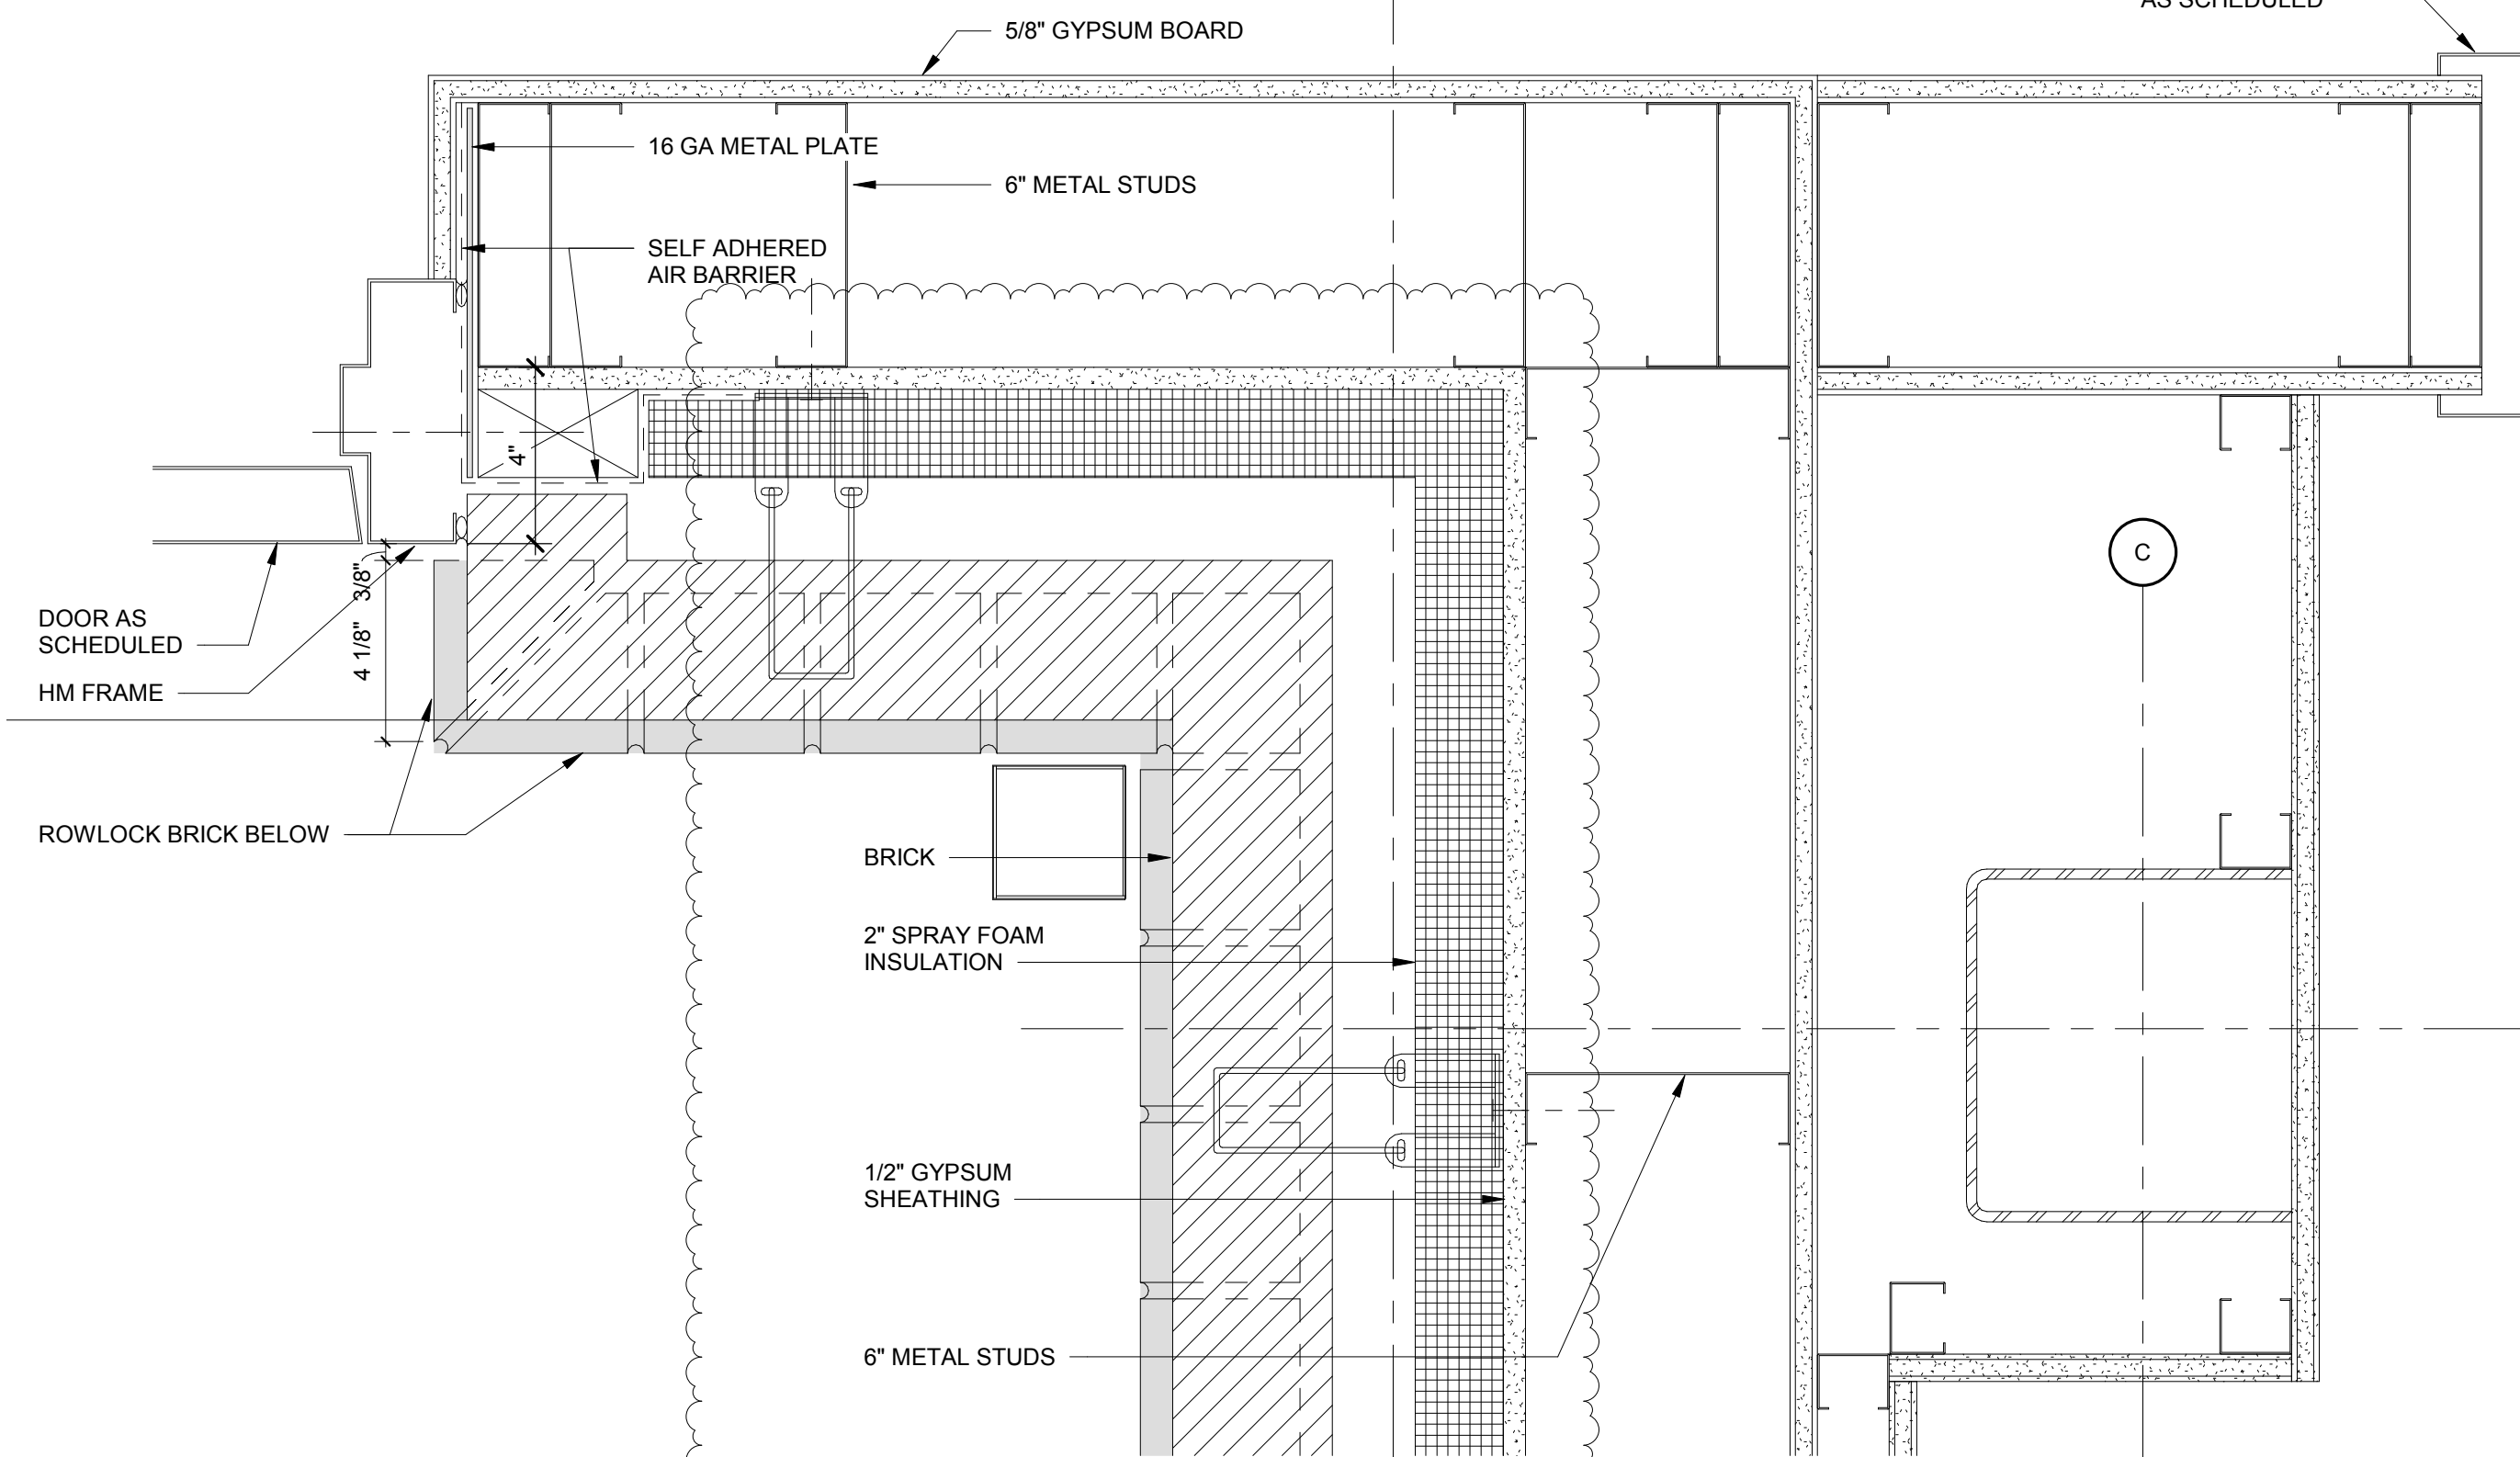 AS SCHEDULED
5/8" GYPSUM BOARD
16 GA METAL PLATE
6" METAL STUDS
SELF ADHERED
AIR BARRIER
4"
3/8"
4 1/8"
DOOR AS
SCHEDULED
HM FRAME
C
ROWLOCK BRICK BELOW
BRICK
2" SPRAY FOAM
INSULATION
1/2" GYPSUM
SHEATHING
6" METAL STUDS